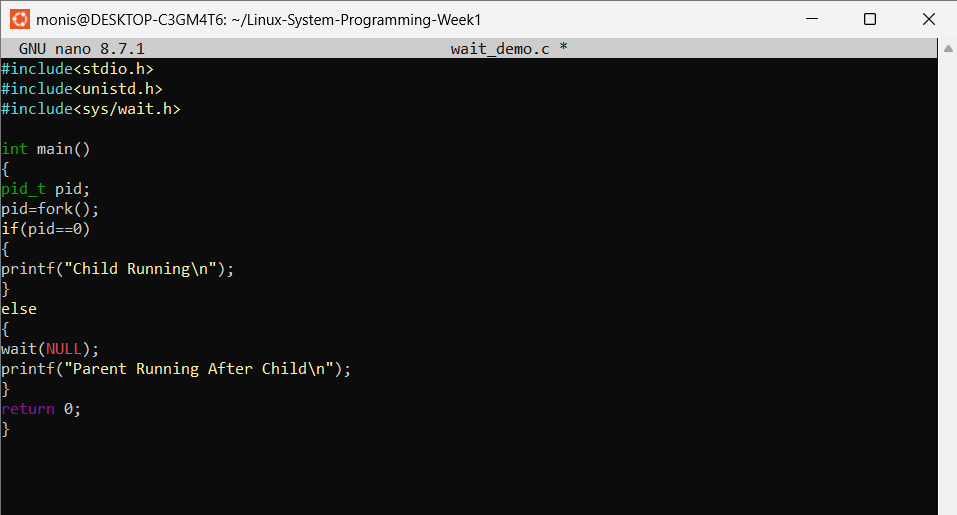 monis@DESKTOP-C3GM4T6: ~/Linux-System-Programming-Week1
GNU nano 8.7.1 wait_demo.c *
#include<stdio.h>
#include<unistd.h>
#include<sys/wait.h>

int main()
{
pid_t pid;
pid=fork();
if(pid==0)
{
printf("Child Running\n");
}
else
{
wait(NULL);
printf("Parent Running After Child\n");
}
return 0;
}